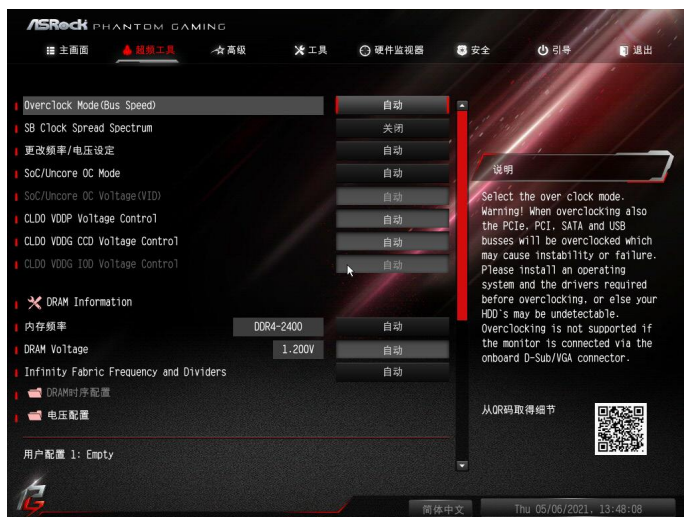 ASRock PHANTOM GAMING
主画面 超频工具 高级 工具 硬件监视器 安全 引导 退出
Overclock Mode(Bus Speed) 自动
SB Clock Spread Spectrum 关闭
更改频率/电压设定 自动
SoC/Uncore OC Mode 自动
SoC/Uncore OC Voltage(VID) 自动
CLDO VDDP Voltage Control 自动
CLDO VDDG CCD Voltage Control 自动
CLDO VDDG IOD Voltage Control 自动
DRAM Information
内存频率 DDR4-2400 自动
DRAM Voltage 1.200V 自动
Infinity Fabric Frequency and Dividers 自动
DRAM时序配置
电压配置
用户配置 1: Empty
说明
Select the over clock mode.
Warning! When overclocking also
the PCIe, PCI, SATA and USB
busses will be overclocked which
may cause instability or failure.
Please install an operating
system and the drivers required
before overclocking, or else your
HDD's may be undetectable.
Overclocking is not supported if
the monitor is connected via the
onboard D-Sub/VGA connector.
从QR码取得细节
简体中文 Thu 05/06/2021, 13:48:08